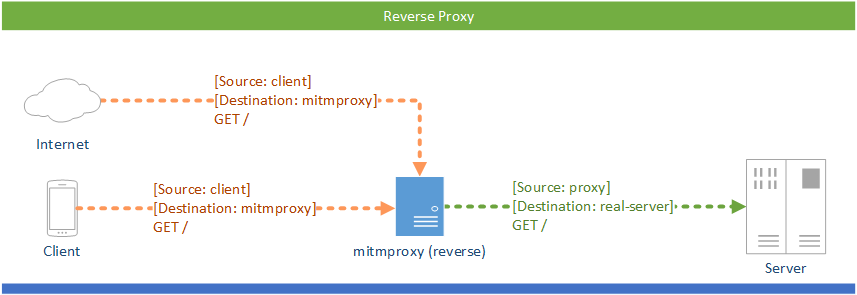 Reverse Proxy
[Source: client]
[Destination: mitmproxy]
GET /
Internet
[Source: client]
[Destination: mitmproxy]
GET /
Client
mitmproxy (reverse)
[Source: proxy]
[Destination: real-server]
GET /
Server